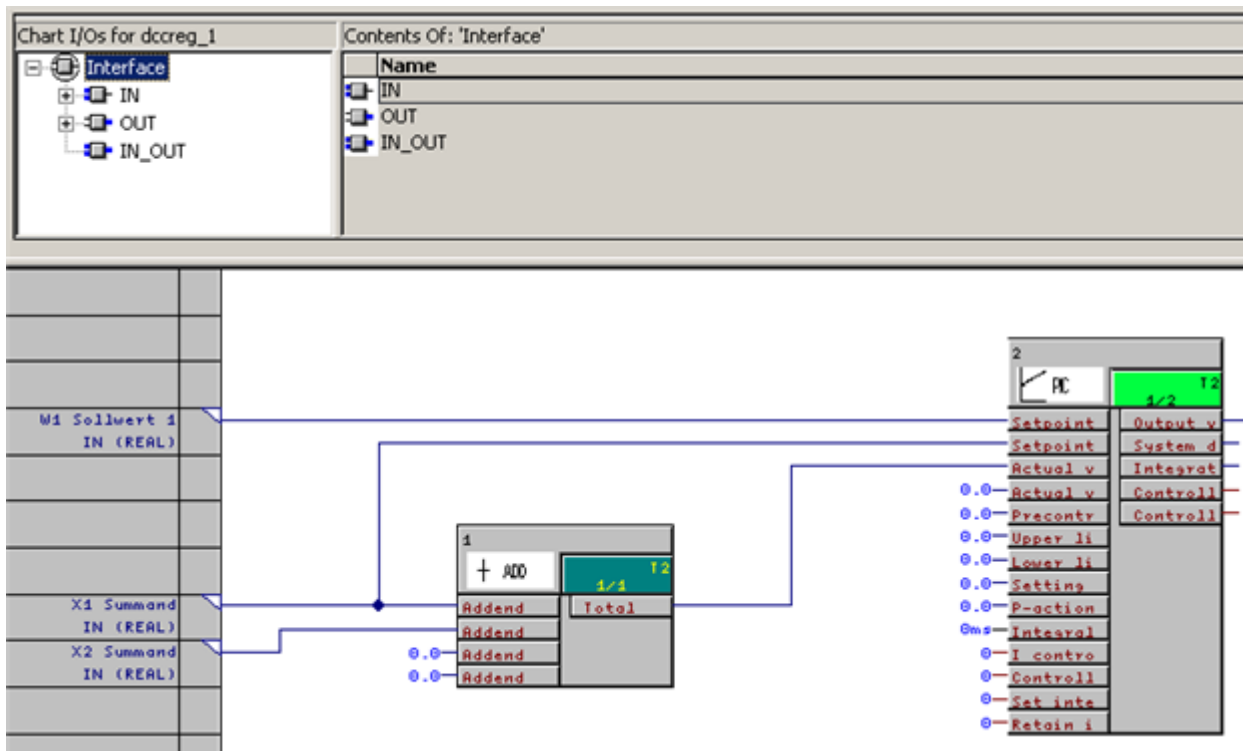 Chart I/Os for dccreg_1
Contents Of: 'Interface'
Interface
IN
OUT
IN_OUT
Name
IN
OUT
IN_OUT
W1 Sollwert 1
IN (REAL)
X1 Summand
IN (REAL)
X2 Summand
IN (REAL)
1
+ ADD
T2
1/1
Addend
Total
Addend
0.0 Addend
0.0 Addend
2
PIC
T2
1/2
Setpoint
Output v
Setpoint
System d
Actual v
Integrat
0.0 Actual v
Controll
0.0 Precontr
Controll
0.0 Upper li
0.0 Lower li
0.0 Setting
0.0 P-action
0ms Integral
0 I contro
0 Controll
0 Set inte
0 Retain i